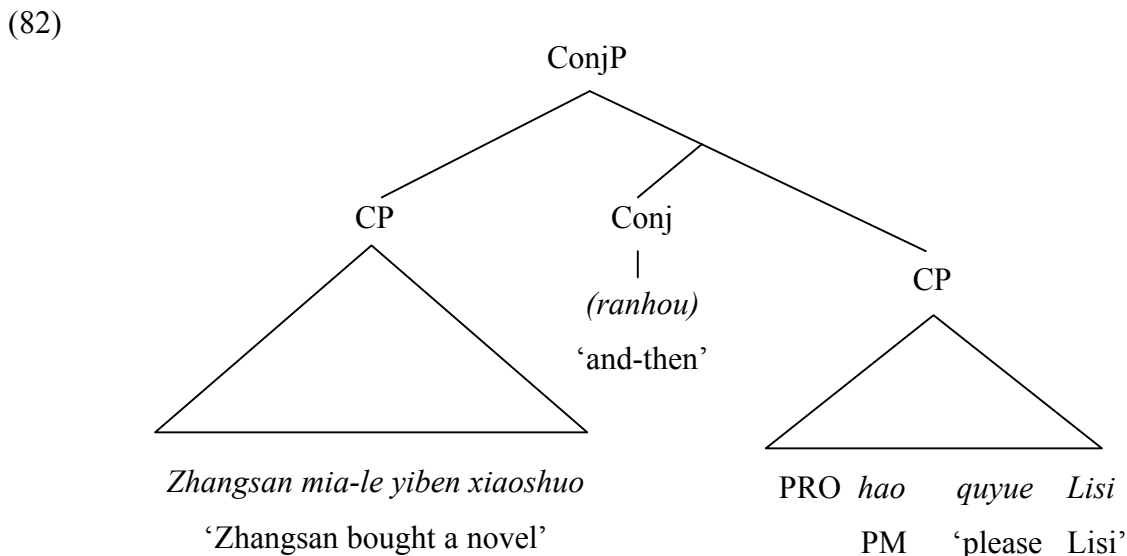 (82)
ConjP
CP
Conj
CP
(ranhou)
‘and-then’
Zhangsan mia-le yiben xiaoshuo
PRO hao quyue Lisi
‘Zhangsan bought a novel’
PM ‘please Lisi’